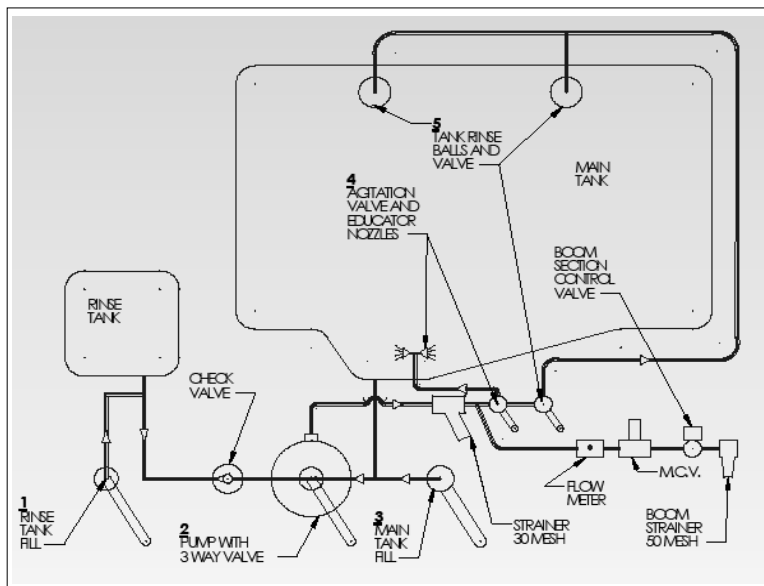 5
TANK RINSE
BALLS AND
VALVE
MAIN
TANK
4
AGITATION
VALVE AND
EDUCATOR
NOZZLES
BOOM
SECTION
CONTROL
VALVE
RINSE
TANK
CHECK
VALVE
1
RINSE
TANK
FILL
2
PUMP WITH
3 WAY VALVE
3
MAIN
TANK
FILL
STRAINER
30 MESH
FLOW
METER
M.C.V.
BOOM
STRAINER
50 MESH